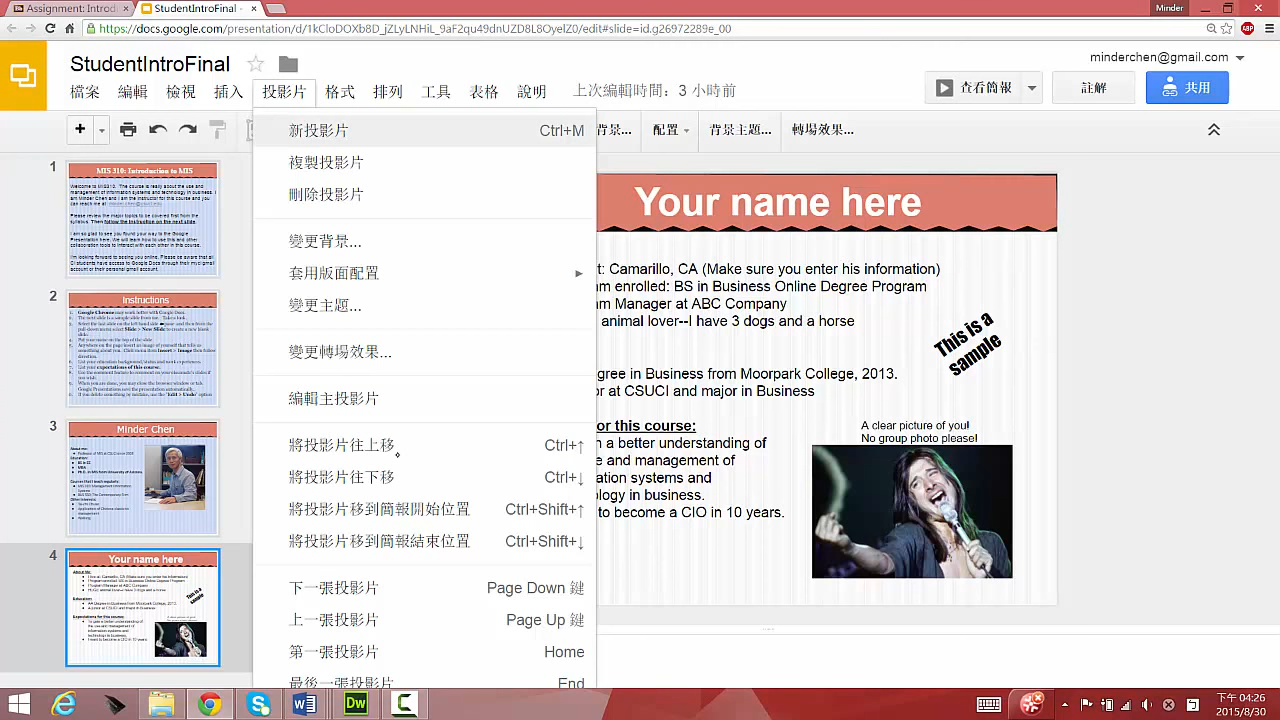 Assignment: Introd
StudentIntroFinal -
Minder
https://docs.google.com/presentation/d/1kCloDOXb8D_jZLyLNHiL_9aF2qu49dnUZD8L8OyeIZ0/edit#slide=id.g26972289e_00
StudentIntroFinal
minderchen@gmail.com
檔案 編輯 檢視 插入 投影片 格式 排列 工具 表格 說明 上次編輯時間：3 小時前
查看簡報 註解 共用
背景... 配置 背景主題... 轉場效果...
新投影片 Ctrl+M
複製投影片
刪除投影片
變更背景...
套用版面配置
變更主題...
變更轉場效果...
編輯主投影片
將投影片往上移 Ctrl+↑
將投影片往下移 Ctrl+↓
將投影片移到簡報開始位置 Ctrl+Shift+↑
將投影片移到簡報結束位置 Ctrl+Shift+↓
下一張投影片 Page Down 鍵
上一張投影片 Page Up 鍵
第一張投影片 Home
最後一張投影片 End
1
MIS 310: Introduction to MIS
2
Instructions
3
Minder Chen
4
Your name here
Your name here
t: Camarillo, CA (Make sure you enter his information)
am enrolled: BS in Business Online Degree Program
m Manager at ABC Company
animal lover--I have 3 dogs and a horse.
This is a
sample
gree in Business from Moorpark College, 2013.
or at CSUCI and major in Business
or this course:
n a better understanding of
e and management of
ation systems and
ology in business.
to become a CIO in 10 years.
A clear picture of you!
No group photo please!
下午 04:26
2015/8/30